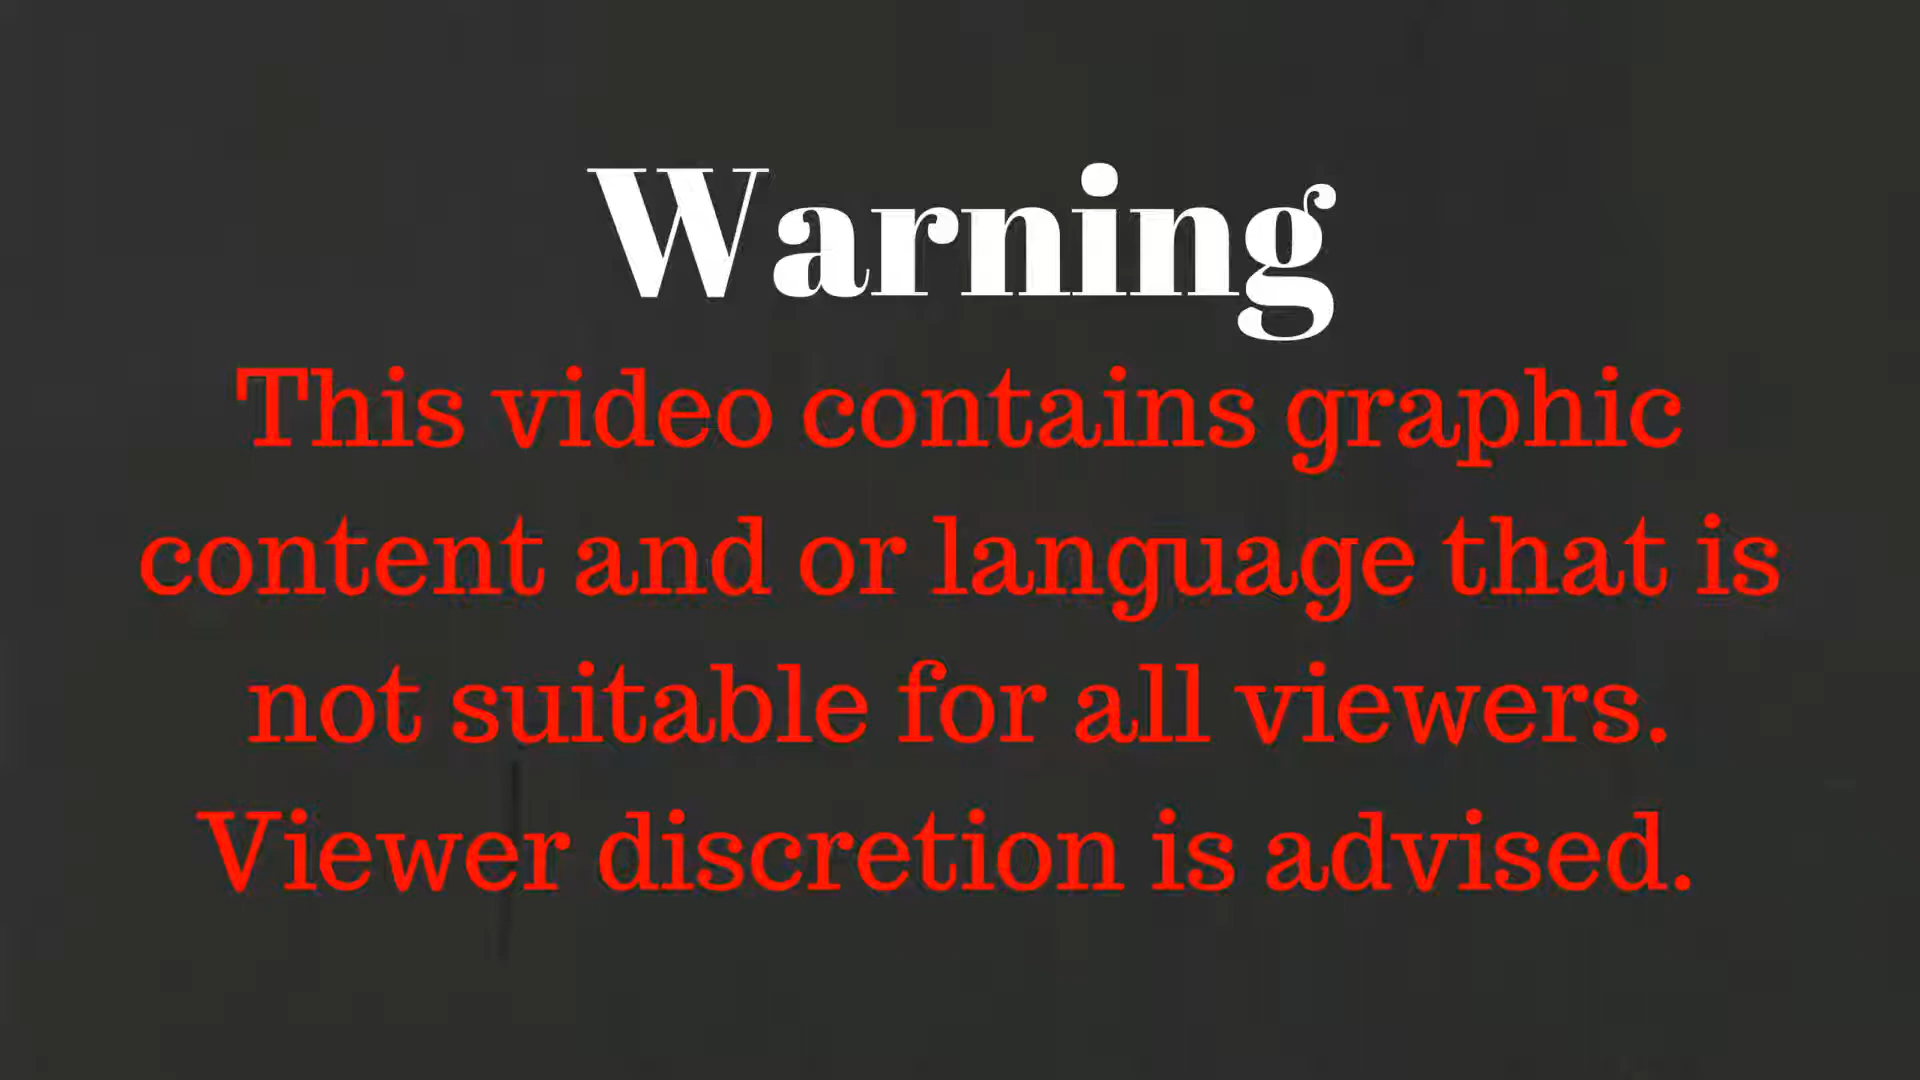 Warning
This video contains graphic
content and or language that is
not suitable for all viewers.
Viewer discretion is advised.